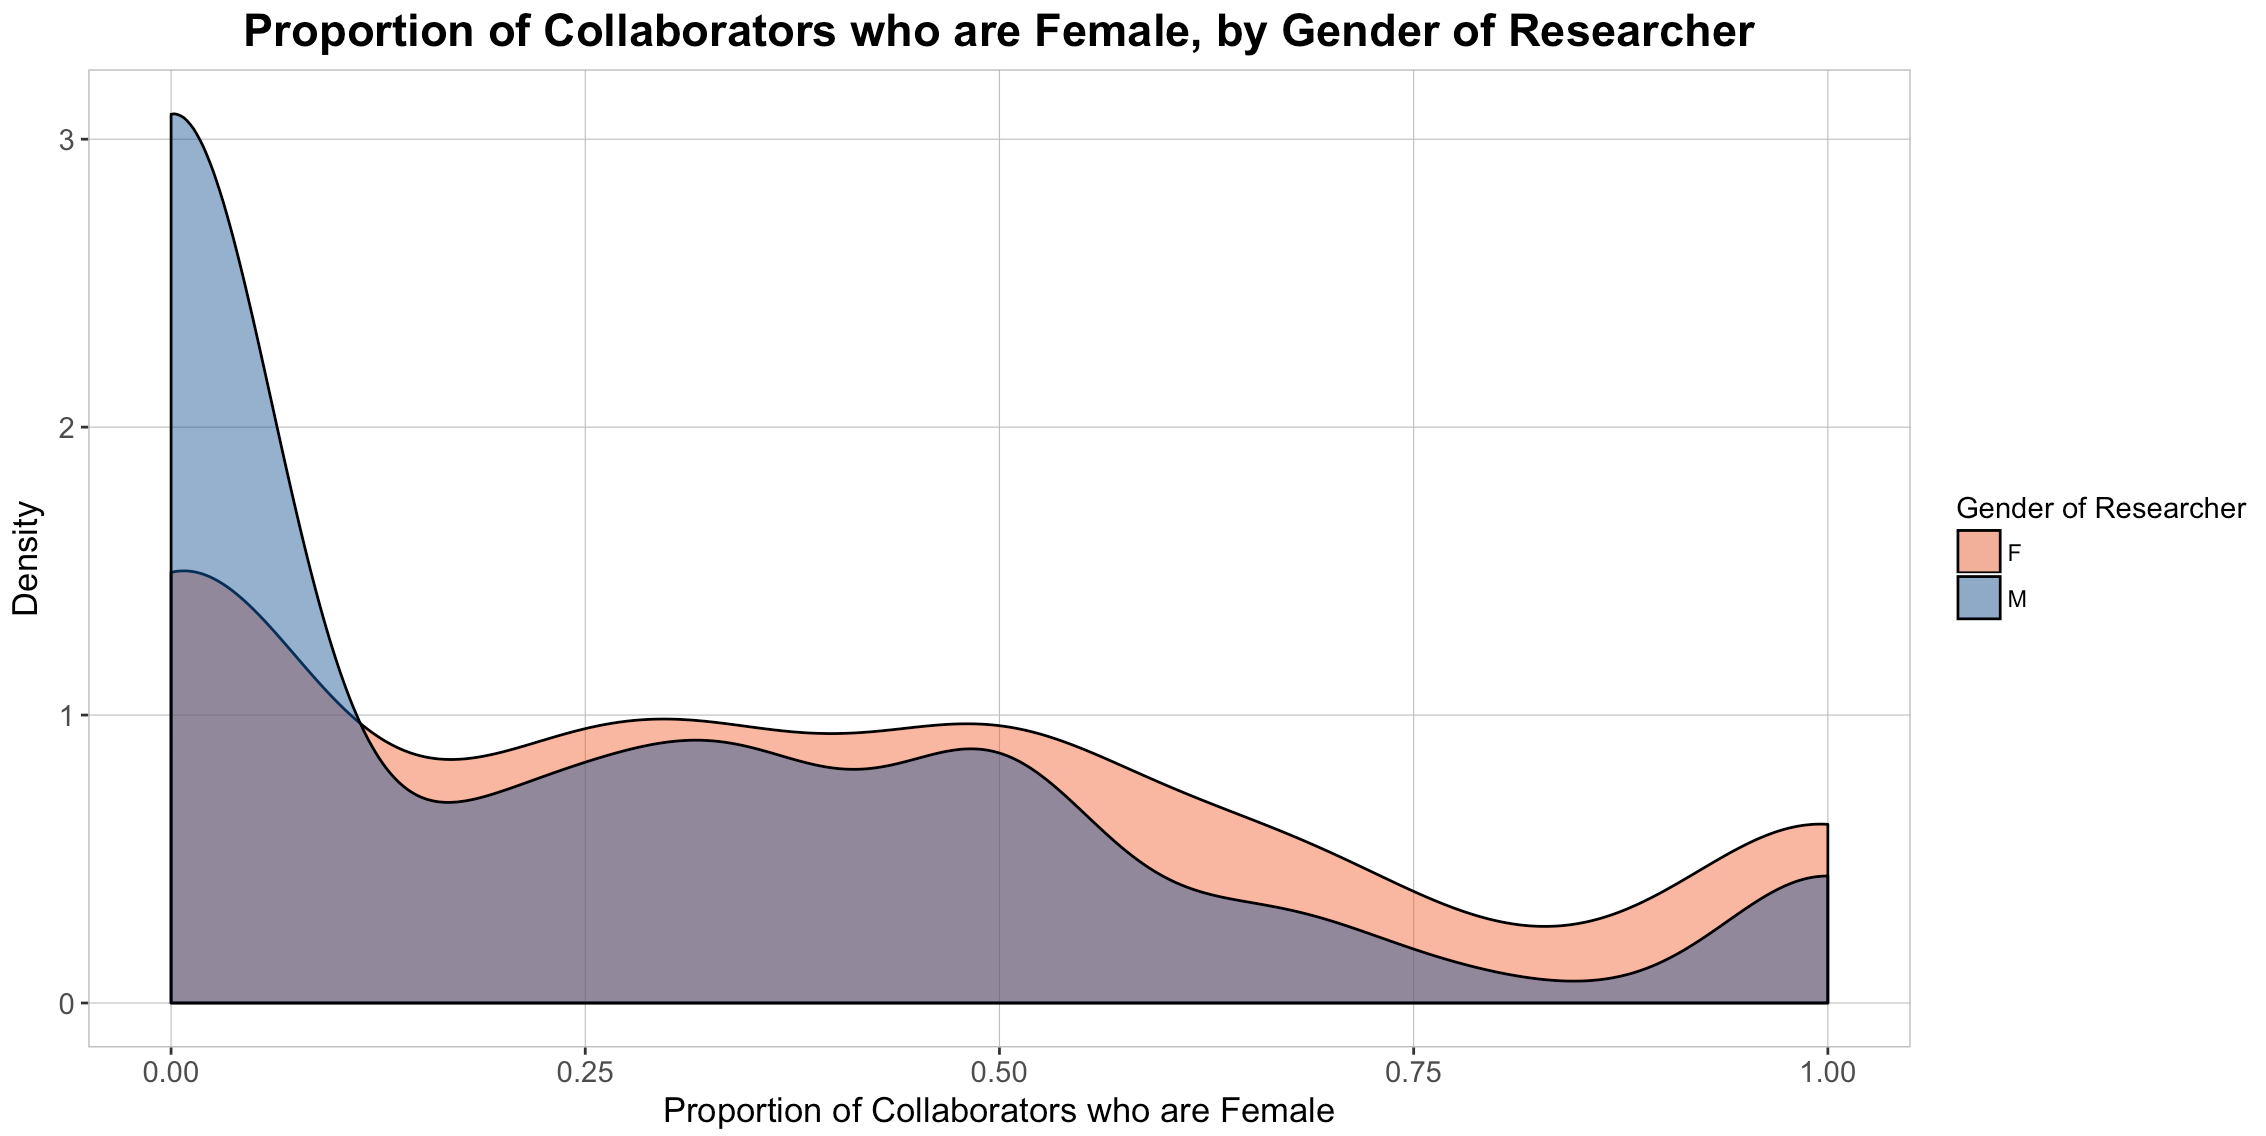 Proportion of Collaborators who are Female, by Gender of Researcher
3
2
1
0
Density
0.00 0.25 0.50 0.75 1.00
Proportion of Collaborators who are Female
Gender of Researcher
F
M